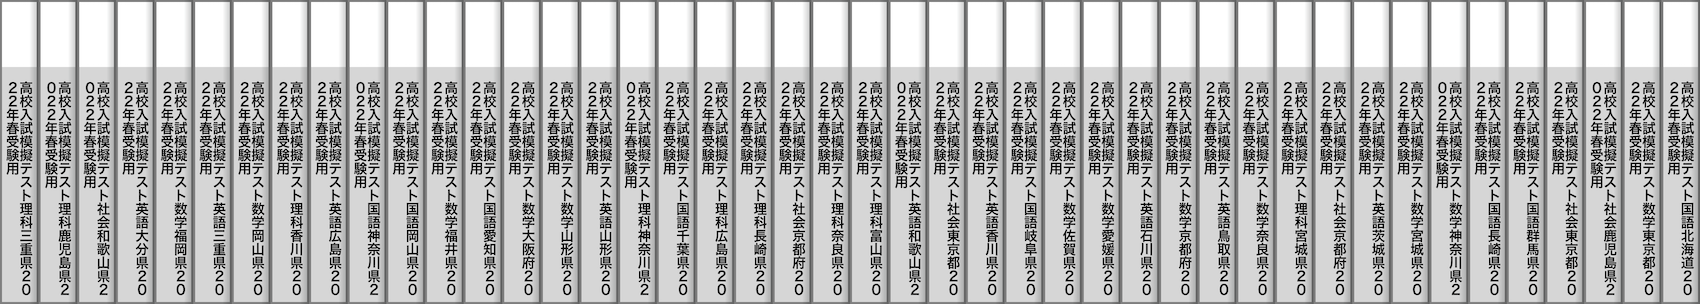 高校入試模擬テスト理科三重県２０
２２年春受験用
高校入試模擬テスト理科鹿児島県２
０２２年春受験用
高校入試模擬テスト社会和歌山県２
０２２年春受験用
高校入試模擬テスト英語大分県２０
２２年春受験用
高校入試模擬テスト数学福岡県２０
２２年春受験用
高校入試模擬テスト英語三重県２０
２２年春受験用
高校入試模擬テスト数学岡山県２０
２２年春受験用
高校入試模擬テスト理科香川県２０
２２年春受験用
高校入試模擬テスト英語広島県２０
２２年春受験用
高校入試模擬テスト国語神奈川県２
０２２年春受験用
高校入試模擬テスト国語岡山県２０
２２年春受験用
高校入試模擬テスト数学福井県２０
２２年春受験用
高校入試模擬テスト国語愛知県２０
２２年春受験用
高校入試模擬テスト数学大阪府２０
２２年春受験用
高校入試模擬テスト数学山形県２０
２２年春受験用
高校入試模擬テスト英語山形県２０
２２年春受験用
高校入試模擬テスト理科神奈川県２
０２２年春受験用
高校入試模擬テスト国語千葉県２０
２２年春受験用
高校入試模擬テスト理科広島県２０
２２年春受験用
高校入試模擬テスト理科長崎県２０
２２年春受験用
高校入試模擬テスト社会京都府２０
２２年春受験用
高校入試模擬テスト理科奈良県２０
２２年春受験用
高校入試模擬テスト理科富山県２０
２２年春受験用
高校入試模擬テスト英語和歌山県２
０２２年春受験用
高校入試模擬テスト社会東京都２０
２２年春受験用
高校入試模擬テスト英語香川県２０
２２年春受験用
高校入試模擬テスト国語岐阜県２０
２２年春受験用
高校入試模擬テスト数学佐賀県２０
２２年春受験用
高校入試模擬テスト数学愛媛県２０
２２年春受験用
高校入試模擬テスト英語石川県２０
２２年春受験用
高校入試模擬テスト数学京都府２０
２２年春受験用
高校入試模擬テスト英語鳥取県２０
２２年春受験用
高校入試模擬テスト数学奈良県２０
２２年春受験用
高校入試模擬テスト理科宮城県２０
２２年春受験用
高校入試模擬テスト社会京都府２０
２２年春受験用
高校入試模擬テスト英語茨城県２０
２２年春受験用
高校入試模擬テスト数学宮城県２０
２２年春受験用
高校入試模擬テスト数学神奈川県２
０２２年春受験用
高校入試模擬テスト国語長崎県２０
２２年春受験用
高校入試模擬テスト国語群馬県２０
２２年春受験用
高校入試模擬テスト社会東京都２０
２２年春受験用
高校入試模擬テスト社会鹿児島県２
０２２年春受験用
高校入試模擬テスト数学東京都２０
２２年春受験用
高校入試模擬テスト国語北海道２０
２２年春受験用